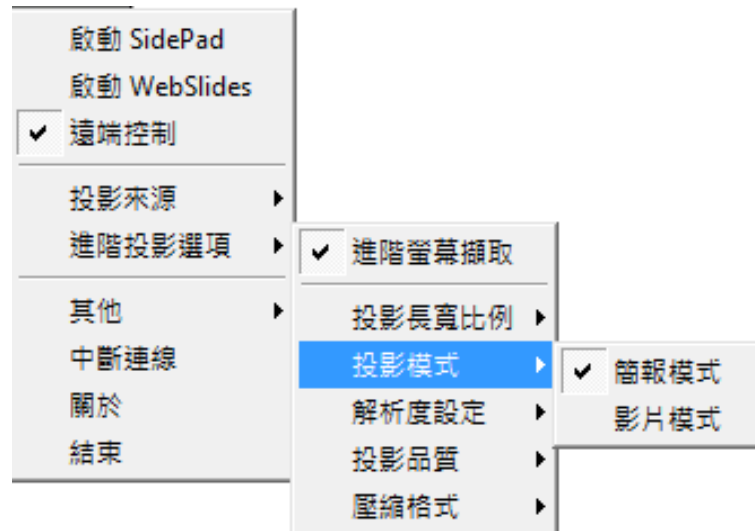 啟動 SidePad
啟動 WebSlides
遠端控制
投影來源
進階投影選項
其他
中斷連線
關於
結束
進階螢幕擷取
投影長寬比例
投影模式
解析度設定
投影品質
壓縮格式
簡報模式
影片模式